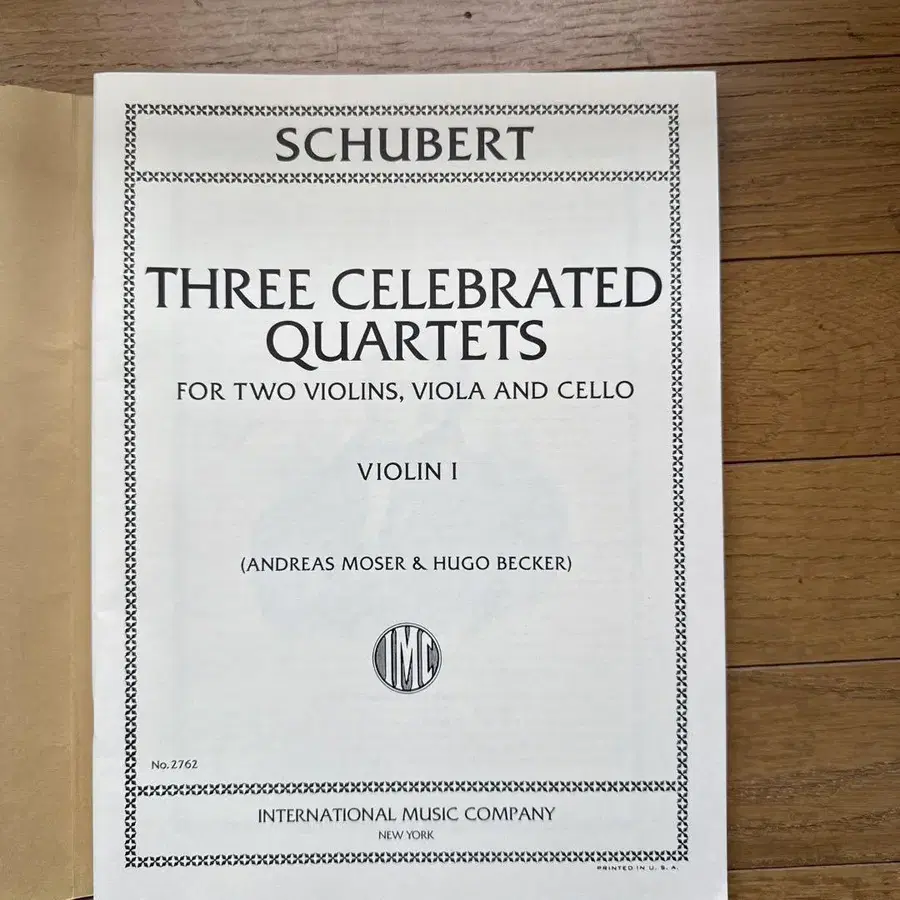 SCHUBERT
THREE CELEBRATED
QUARTETS
FOR TWO VIOLINS, VIOLA AND CELLO
VIOLIN I
(ANDREAS MOSER & HUGO BECKER)
IMC
No. 2762
INTERNATIONAL MUSIC COMPANY
NEW YORK
PRINTED IN U. S. A.